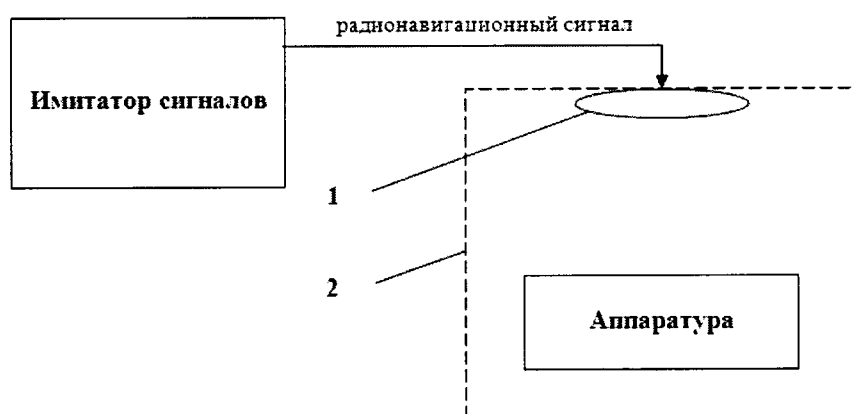 радионавигационный сигнал
Имитатор сигналов
1
2
Аппаратура